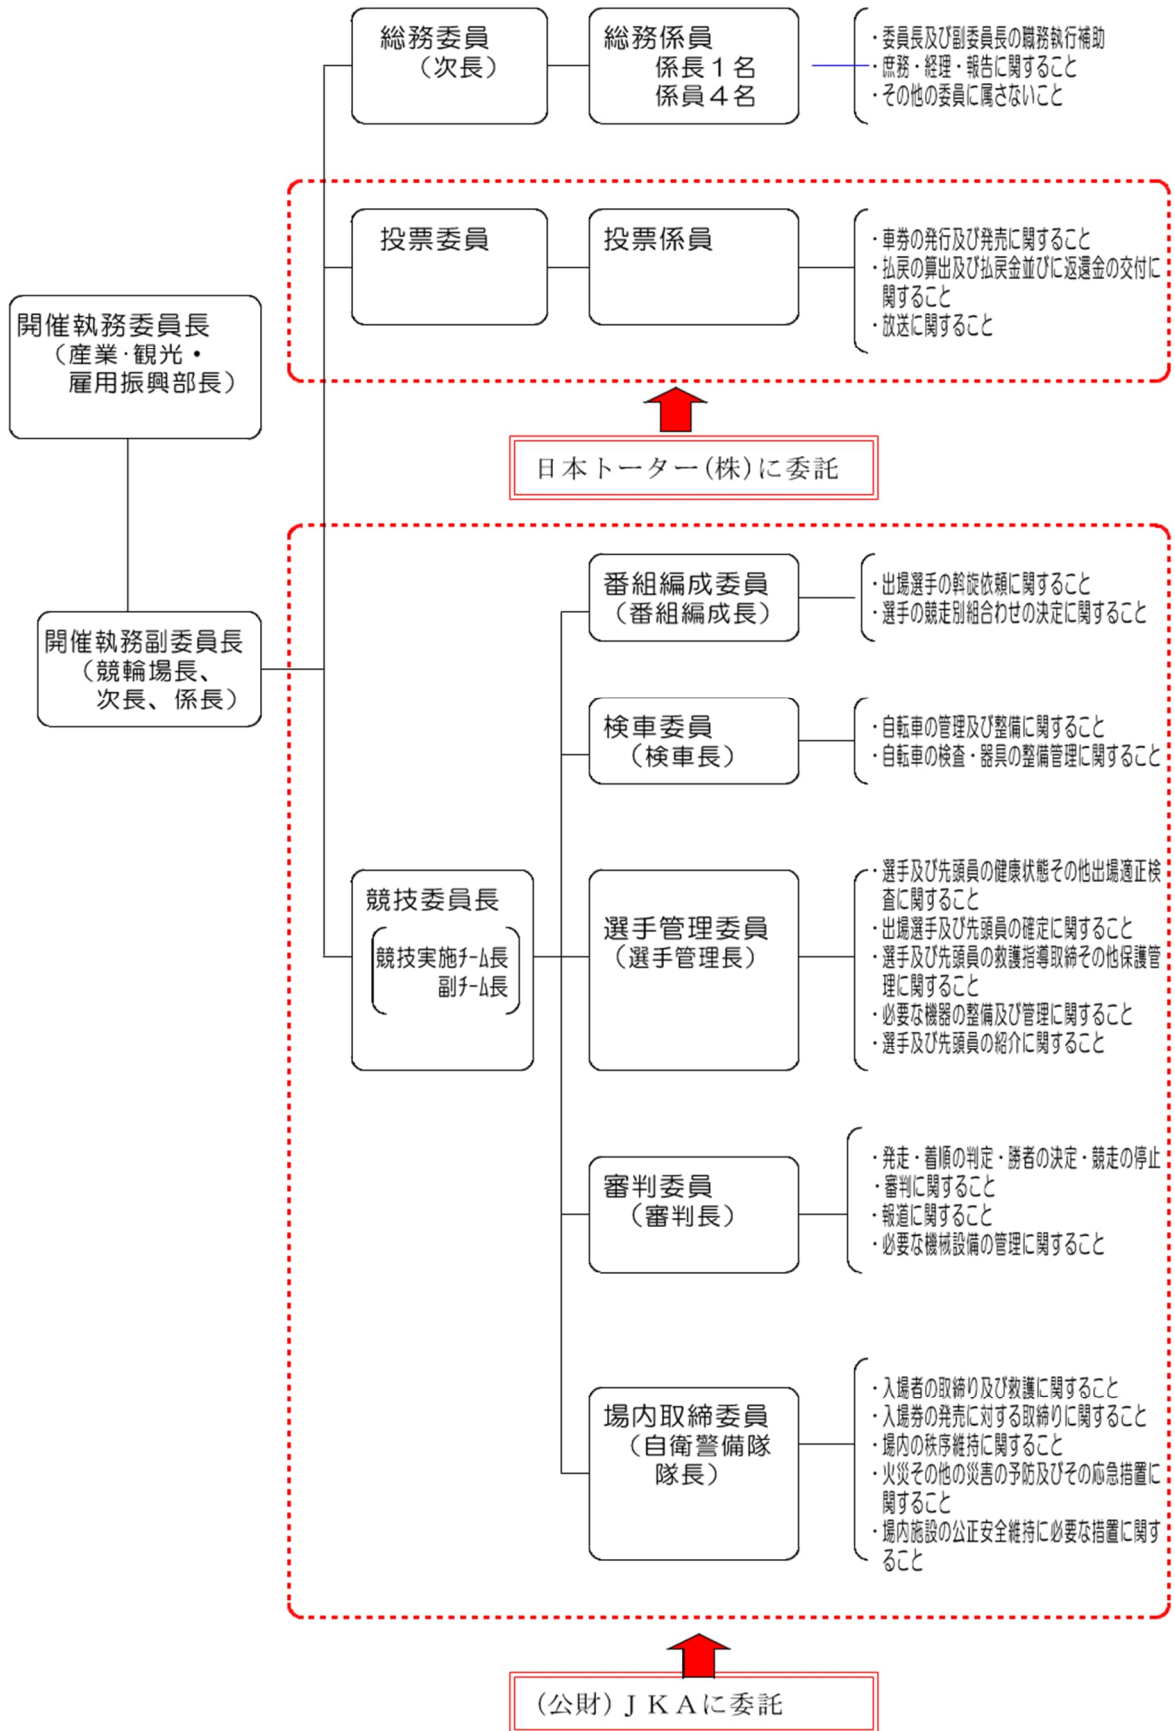 総務委員
（次長）
総務係員
係長１名
係員４名
・委員長及び副委員長の職務執行補助
・庶務・経理・報告に関すること
・その他の委員に属さないこと
投票委員
投票係員
・車券の発行及び発売に関すること
・払戻の算出及び払戻金並びに返還金の交付に
関すること
・放送に関すること
開催執務委員長
（産業・観光・
雇用振興部長）
日本トーター(株)に委託
開催執務副委員長
（競輪場長、
次長、係長）
番組編成委員
（番組編成長）
・出場選手の斡旋依頼に関すること
・選手の競走別組合わせの決定に関すること
検車委員
（検車長）
・自転車の管理及び整備に関すること
・自転車の検査・器具の整備管理に関すること
競技委員長
競技実施ﾁｰﾑ長
副ﾁｰﾑ長
選手管理委員
（選手管理長）
・選手及び先頭員の健康状態その他出場適正検
査に関すること
・出場選手及び先頭員の確定に関すること
・選手及び先頭員の救護指導取締その他保護管
理に関すること
・必要な機器の整備及び管理に関すること
・選手及び先頭員の紹介に関すること
審判委員
（審判長）
・発走・着順の判定・勝者の決定・競走の停止
・審判に関すること
・報道に関すること
・必要な機械設備の管理に関すること
場内取締委員
（自衛警備隊
隊長）
・入場者の取締り及び救護に関すること
・入場券の発売に対する取締りに関すること
・場内の秩序維持に関すること
・火災その他の災害の予防及びその応急措置に
関すること
・場内施設の公正安全維持に必要な措置に関す
ること
(公財)ＪＫＡに委託